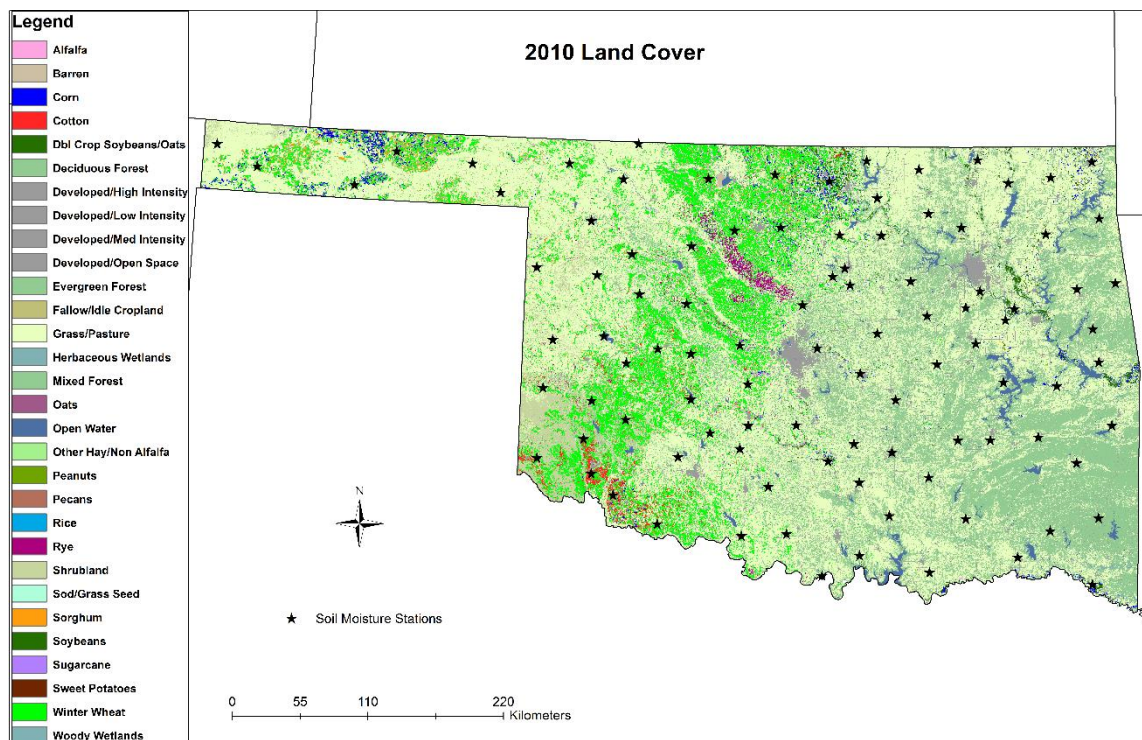 Legend
2010 Land Cover
Alfalfa
Barren
Corn
Cotton
Dbl Crop Soybeans/Oats
Deciduous Forest
Developed/High Intensity
Developed/Low Intensity
Developed/Med Intensity
Developed/Open Space
Evergreen Forest
Fallow/Idle Cropland
Grass/Pasture
Herbaceous Wetlands
Mixed Forest
Oats
Open Water
Other Hay/Non Alfalfa
Peanuts
Pecans
Rice
Rye
Shrubland
Sod/Grass Seed
Sorghum
Soybeans
Sugarcane
Sweet Potatoes
Winter Wheat
Woody Wetlands
N
Soil Moisture Stations
0 55 110 220
Kilometers